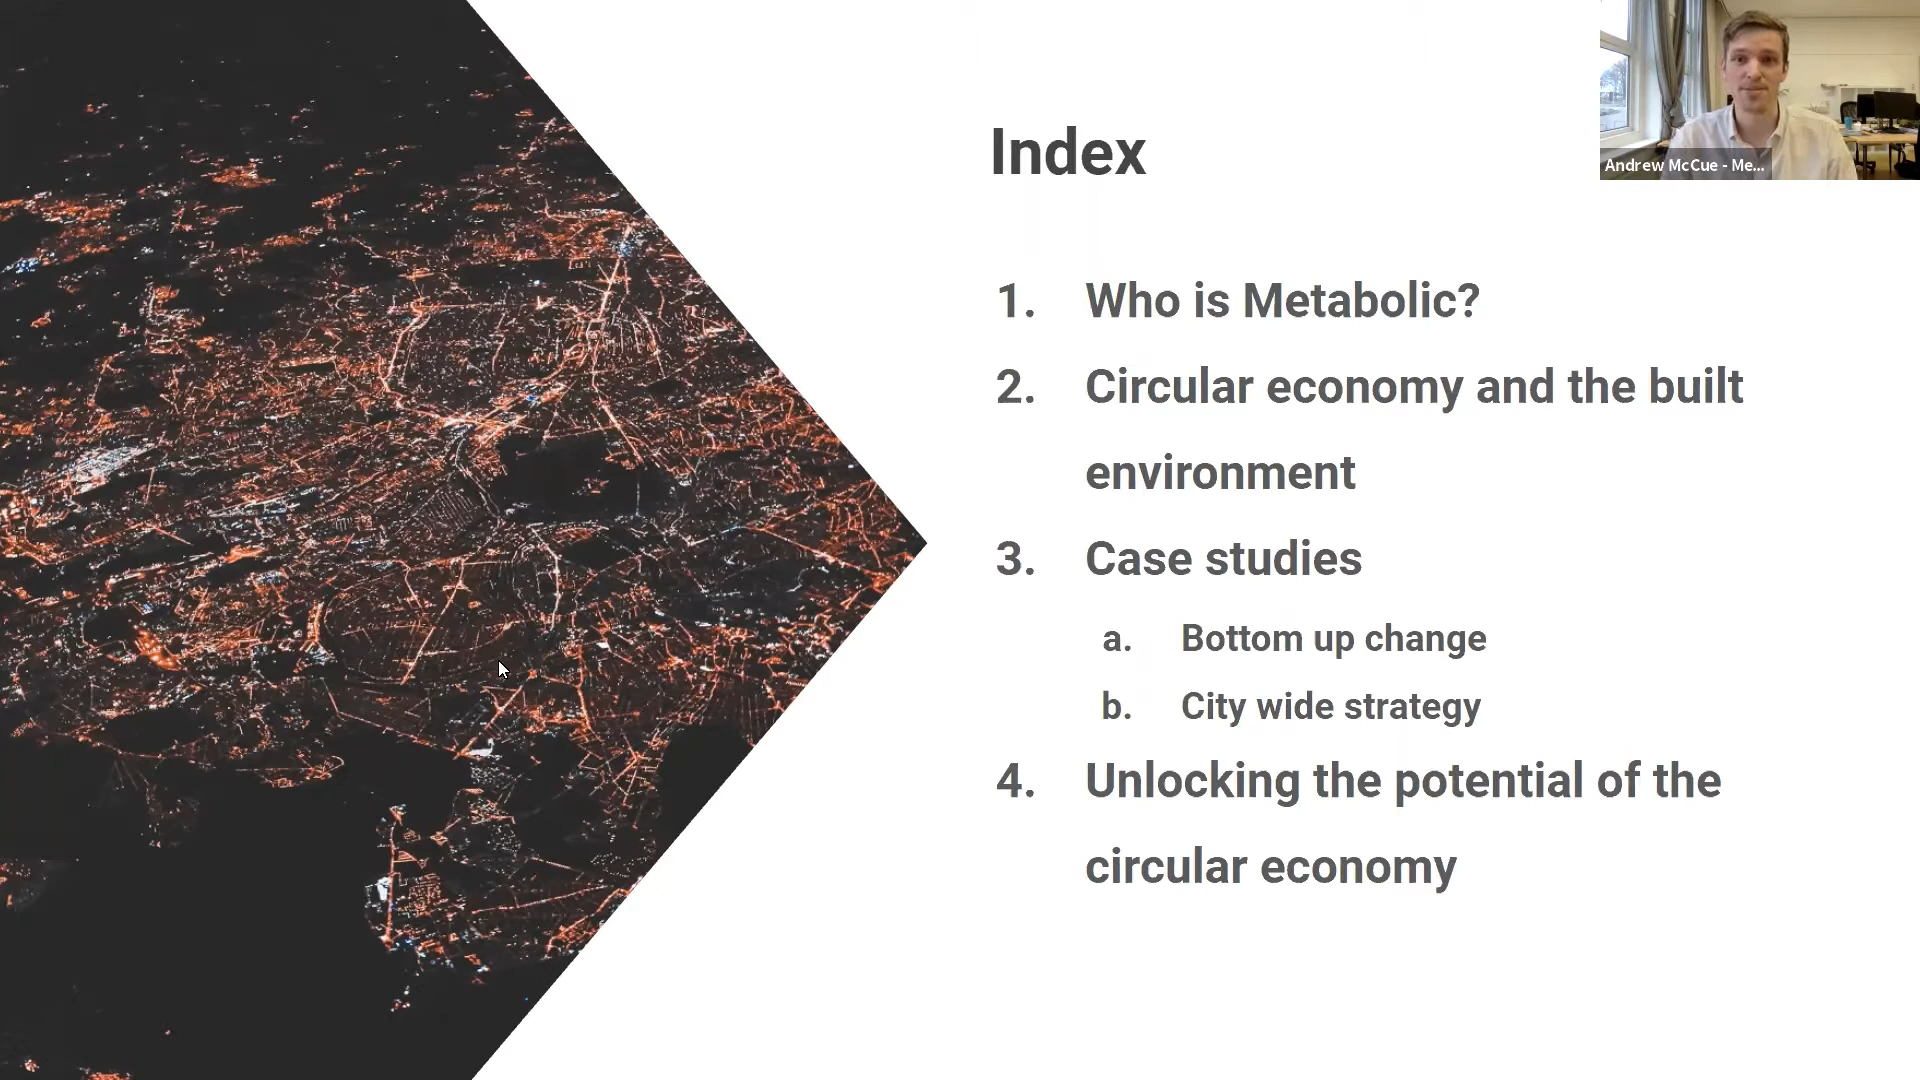 Index
Andrew McCue - Me...
1. Who is Metabolic?
2. Circular economy and the built
environment
3. Case studies
a. Bottom up change
b. City wide strategy
4. Unlocking the potential of the
circular economy